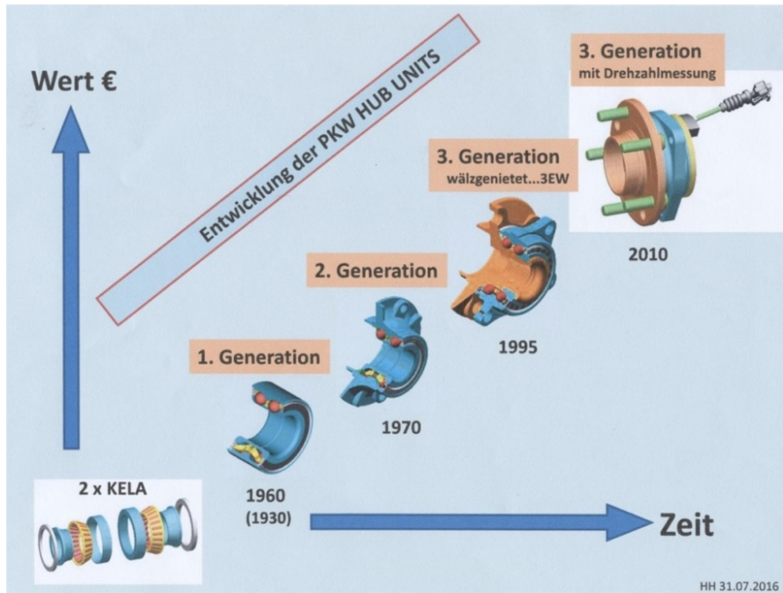 Wert €
Entwicklung der PKW HUB UNITS
3. Generation
mit Drehzahlmessung
2010
3. Generation
wälzgenietet...3EW
1995
2. Generation
1970
1. Generation
1960
(1930)
2 x KELA
Zeit
HH 31.07.2016